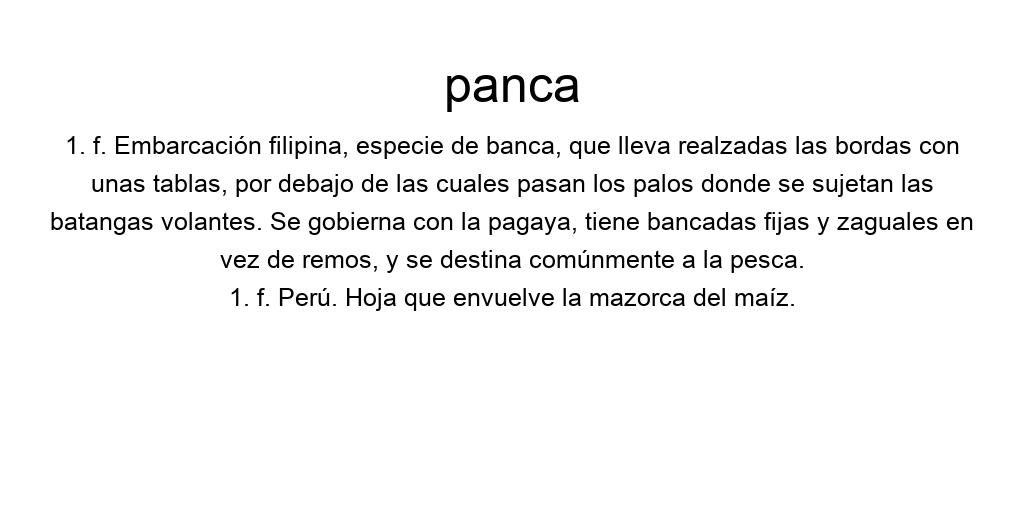 panca
1. f. Embarcación filipina, especie de banca, que lleva realzadas las bordas con
unas tablas, por debajo de las cuales pasan los palos donde se sujetan las
batangas volantes. Se gobierna con la pagaya, tiene bancadas fijas y zaguales en
vez de remos, y se destina comúnmente a la pesca.
1. f. Perú. Hoja que envuelve la mazorca del maíz.